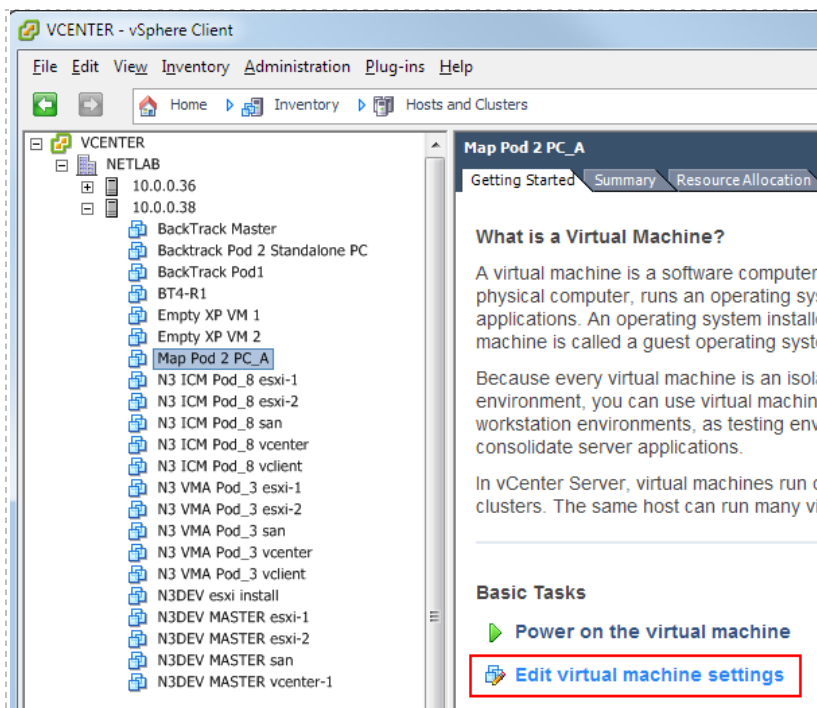 VCENTER - vSphere Client
File Edit View Inventory Administration Plug-ins Help
Home Inventory Hosts and Clusters
VCENTER
NETLAB
10.0.0.36
10.0.0.38
BackTrack Master
Backtrack Pod 2 Standalone PC
BackTrack Pod1
BT4-R1
Empty XP VM 1
Empty XP VM 2
Map Pod 2 PC_A
N3 ICM Pod_8 esxi-1
N3 ICM Pod_8 esxi-2
N3 ICM Pod_8 san
N3 ICM Pod_8 vcenter
N3 ICM Pod_8 vclient
N3 VMA Pod_3 esxi-1
N3 VMA Pod_3 esxi-2
N3 VMA Pod_3 san
N3 VMA Pod_3 vcenter
N3 VMA Pod_3 vclient
N3DEV esxi install
N3DEV MASTER esxi-1
N3DEV MASTER esxi-2
N3DEV MASTER san
N3DEV MASTER vcenter-1
Map Pod 2 PC_A
Getting Started Summary Resource Allocation
What is a Virtual Machine?
A virtual machine is a software computer
physical computer, runs an operating sy
applications. An operating system install
machine is called a guest operating syst
Because every virtual machine is an isol
environment, you can use virtual machin
workstation environments, as testing env
consolidate server applications.
In vCenter Server, virtual machines run
clusters. The same host can run many vi
Basic Tasks
Power on the virtual machine
Edit virtual machine settings